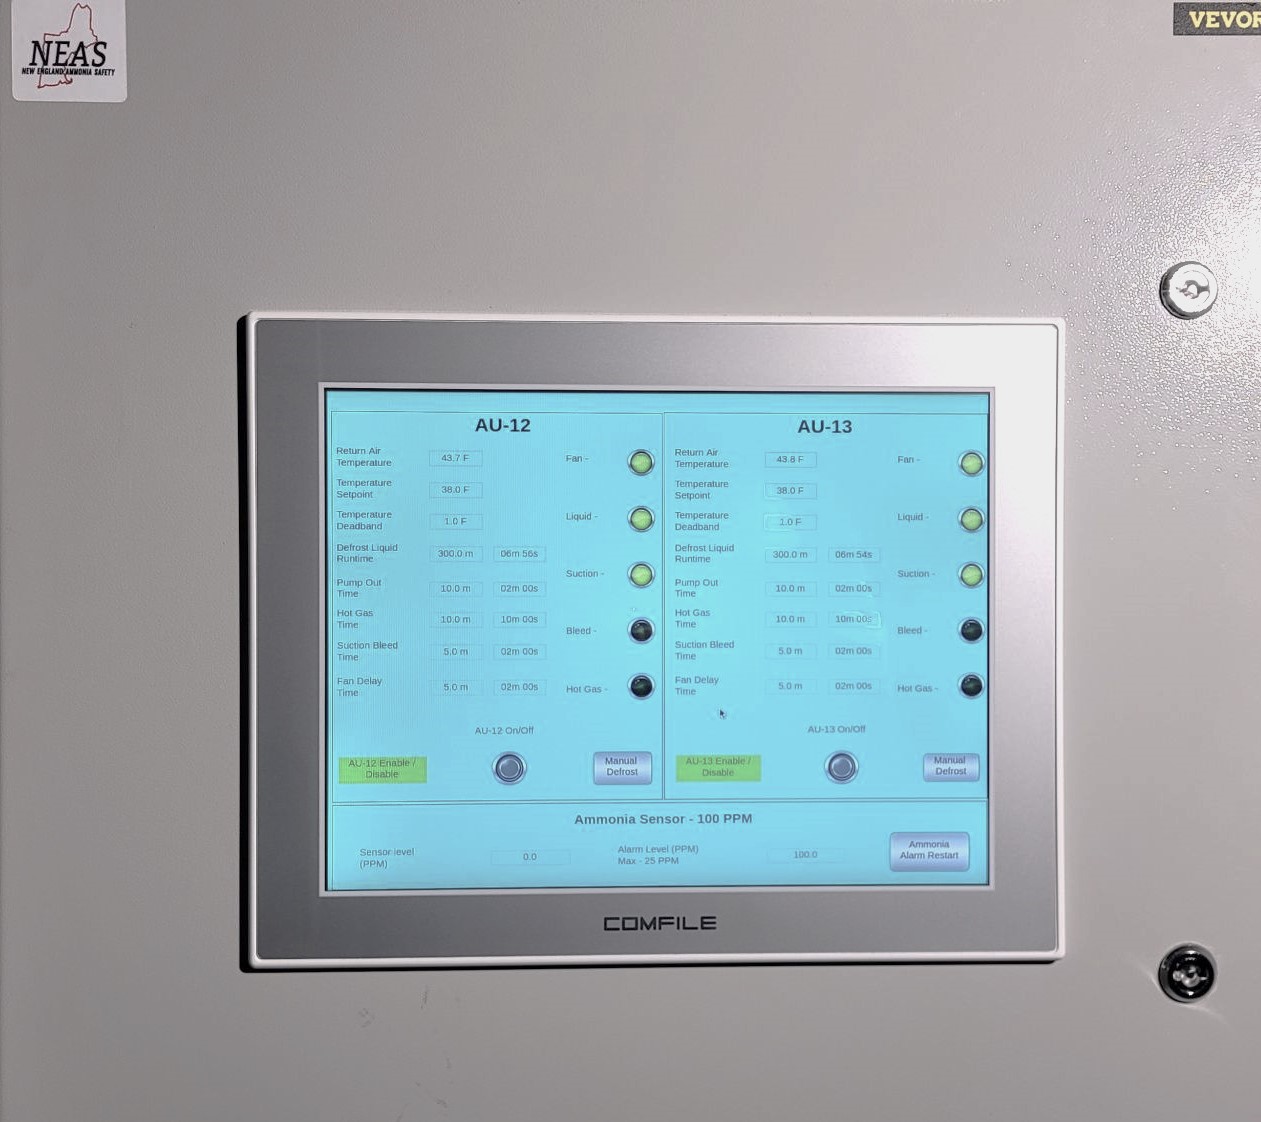 NEAS
NEW ENGLAND AMMONIA SAFETY
VEVOR
AU-12
Return Air
Temperature
43.7 F
Fan -
Temperature
Setpoint
38.0 F
Temperature
Deadband
1.0 F
Liquid -
Defrost Liquid
Runtime
300.0 m
06m 56s
Suction -
Pump Out
Time
10.0 m
02m 00s
Hot Gas
Time
10.0 m
10m 00s
Bleed -
Suction Bleed
Time
5.0 m
02m 00s
Fan Delay
Time
5.0 m
02m 00s
Hot Gas -
AU-12 On/Off
AU-12 Enable /
Disable
Manual
Defrost
AU-13
Return Air
Temperature
43.8 F
Fan -
Temperature
Setpoint
38.0 F
Temperature
Deadband
1.0 F
Liquid -
Defrost Liquid
Runtime
300.0 m
06m 54s
Suction -
Pump Out
Time
10.0 m
02m 00s
Hot Gas
Time
10.0 m
10m 00s
Bleed -
Suction Bleed
Time
5.0 m
02m 00s
Fan Delay
Time
5.0 m
02m 00s
Hot Gas -
AU-13 On/Off
AU-13 Enable /
Disable
Manual
Defrost
Ammonia Sensor - 100 PPM
Sensor level
(PPM)
0.0
Alarm Level (PPM)
Max - 25 PPM
100.0
Ammonia
Alarm Restart
COMFILE